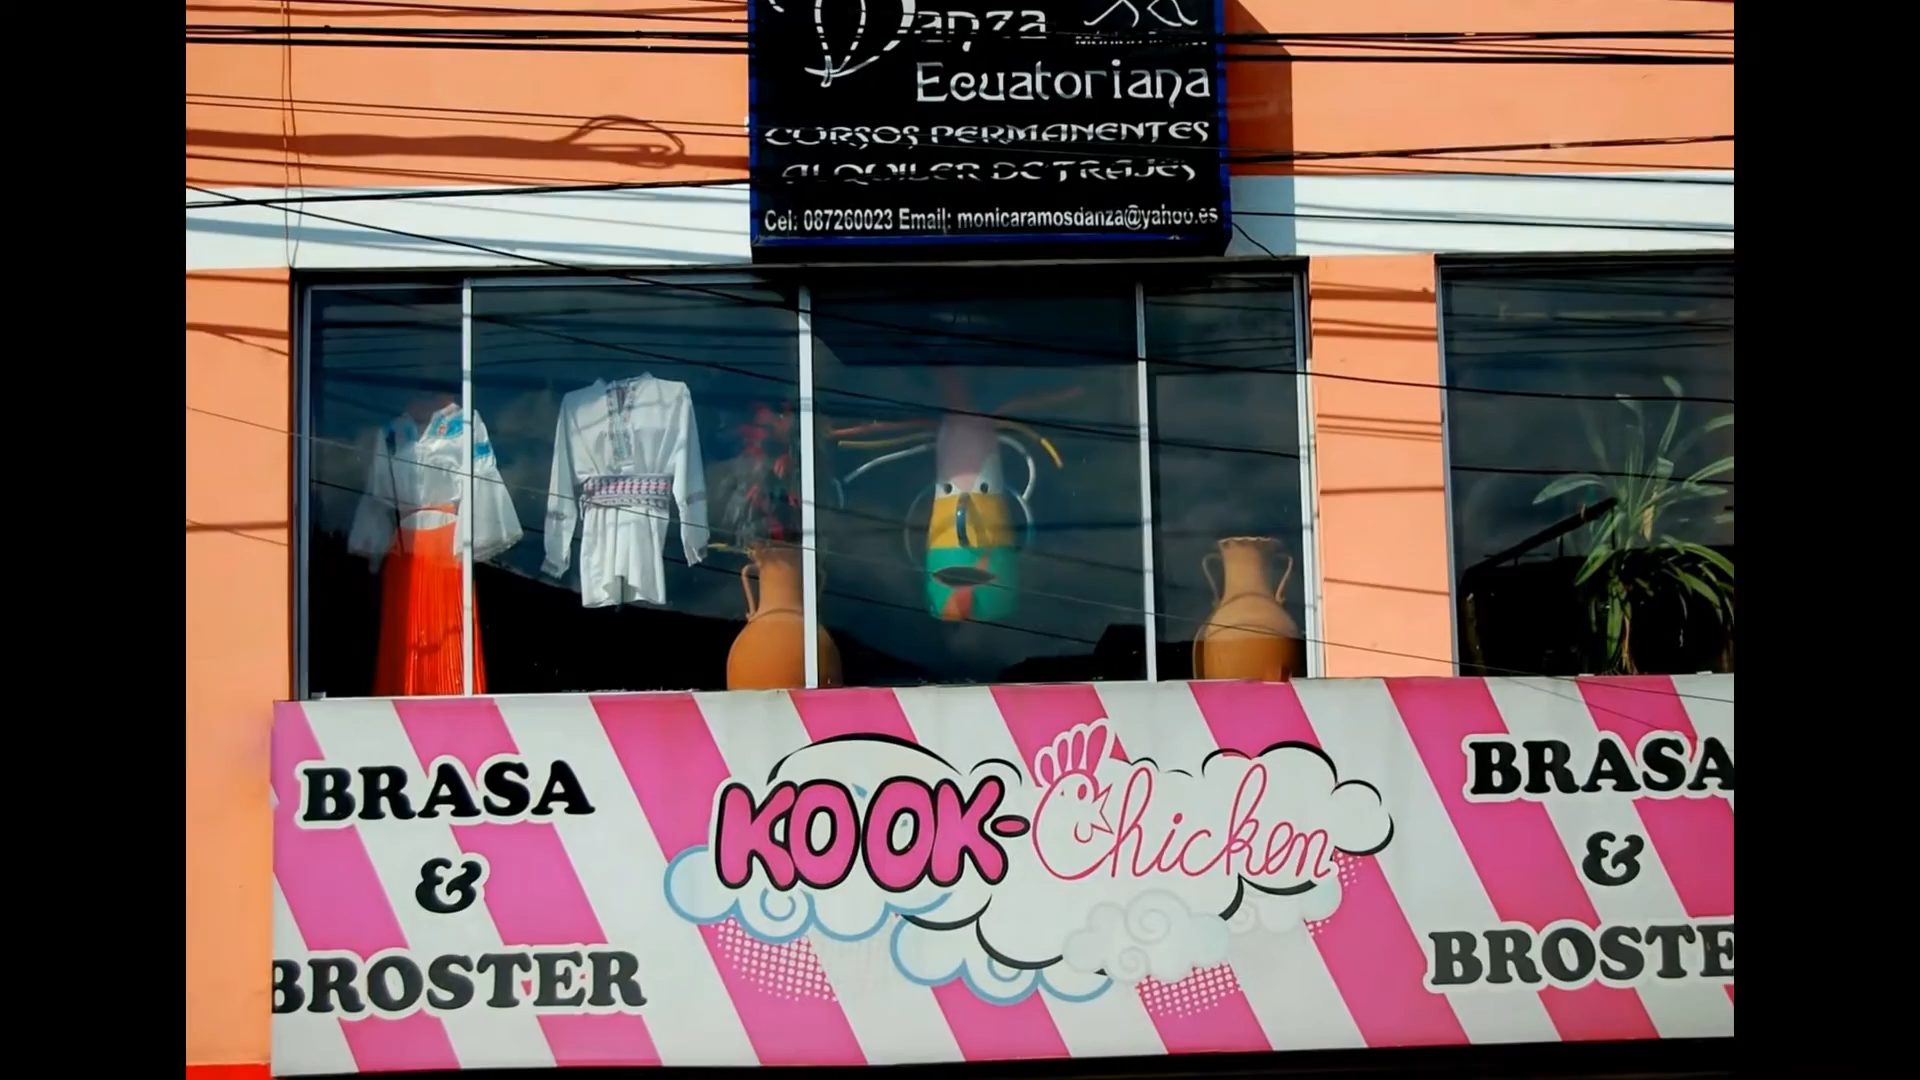 Danza
Ecuatoriana
CURSOS PERMANENTES
ALQUILER DE TRAJES
Cel: 087260023 Email: monicaramosdanza@yahoo.es
BRASA
&
BROSTER
KOOK-Chicken
BRASA
&
BROSTE